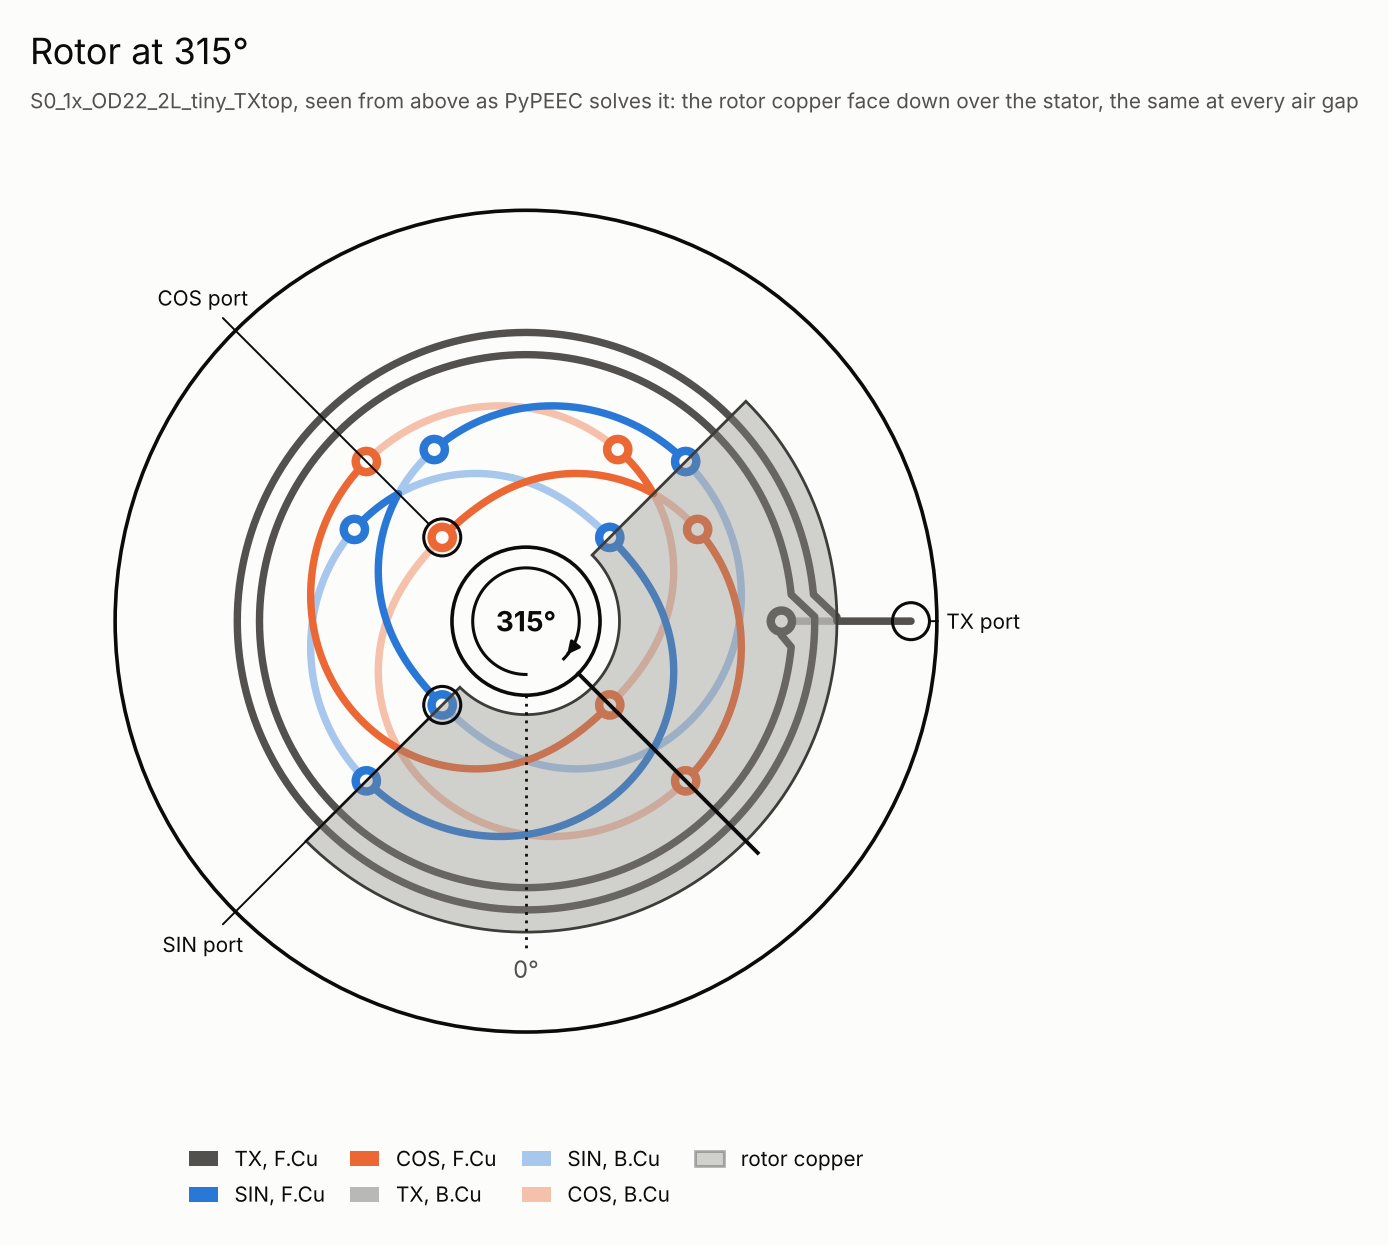 Rotor at 315°
S0_1x_OD22_2L_tiny_TXtop, seen from above as PyPEEC solves it: the rotor copper face down over the stator, the same at every air gap
COS port
315°
TX port
SIN port
0°
TX, F.Cu
COS, F.Cu
SIN, B.Cu
rotor copper
SIN, F.Cu
TX, B.Cu
COS, B.Cu